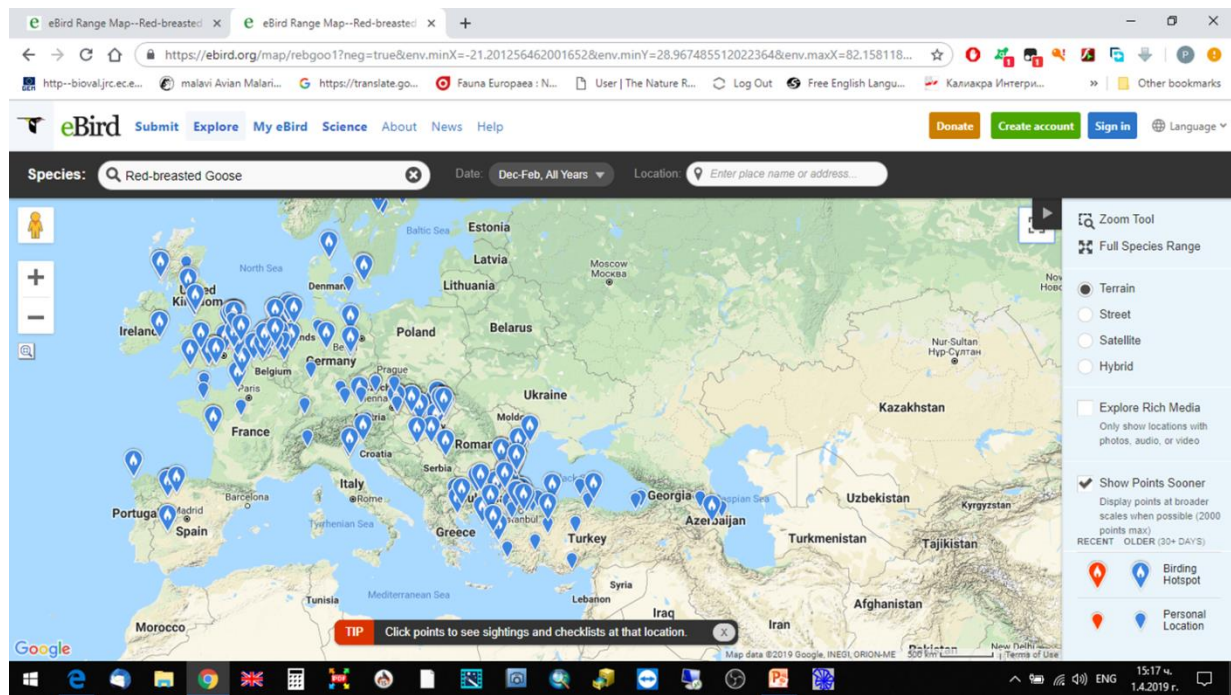 eBird Range Map--Red-breasted
eBird Range Map--Red-breasted
https://ebird.org/map/rebgoo1?neg=true&env.minX=-21.201256462001652&env.minY=28.967485512022364&env.maxX=82.158118...
http--bioval.jrc.ec.e...
malavi Avian Malari...
https://translate.go...
Fauna Europaea : N...
User | The Nature R...
Log Out
Free English Langu...
Калиакра Интегри...
»
Other bookmarks
eBird
Submit
Explore
My eBird
Science
About
News
Help
Donate
Create account
Sign in
Language
Species:
Red-breasted Goose
Date:
Dec-Feb, All Years
Location:
Enter place name or address...
Baltic Sea
Estonia
Latvia
Moscow
Москва
North Sea
Lithuania
Ireland
Poland
Belarus
Nur-Sultan
Нур-Султан
Germany
Belgium
Prague
Paris
Ukraine
Kazakhstan
France
Croatia
Serbia
Italy
Rome
Barcelona
Madrid
Spain
Georgia
Uzbekistan
Kyrgyzstan
Azerbaijan
Tyrrhenian Sea
Greece
Turkey
Turkmenistan
Tajikistan
Syria
Tunisia
Mediterranean Sea
Lebanon
Iraq
Afghanistan
Morocco
Iran
TIP
Click points to see sightings and checklists at that location.
X
Google
Map data ©2019 Google, INEGI, ORION-ME
500 km
Terms of Use
Zoom Tool
Full Species Range
Terrain
Street
Satellite
Hybrid
Explore Rich Media
Only show locations with
photos, audio, or video
Show Points Sooner
Display points at broader
scales when possible (2000
points max)
RECENT OLDER (30+ DAYS)
Birding
Hotspot
Personal
Location
ENG
15:17 ч.
1.4.2019 г.